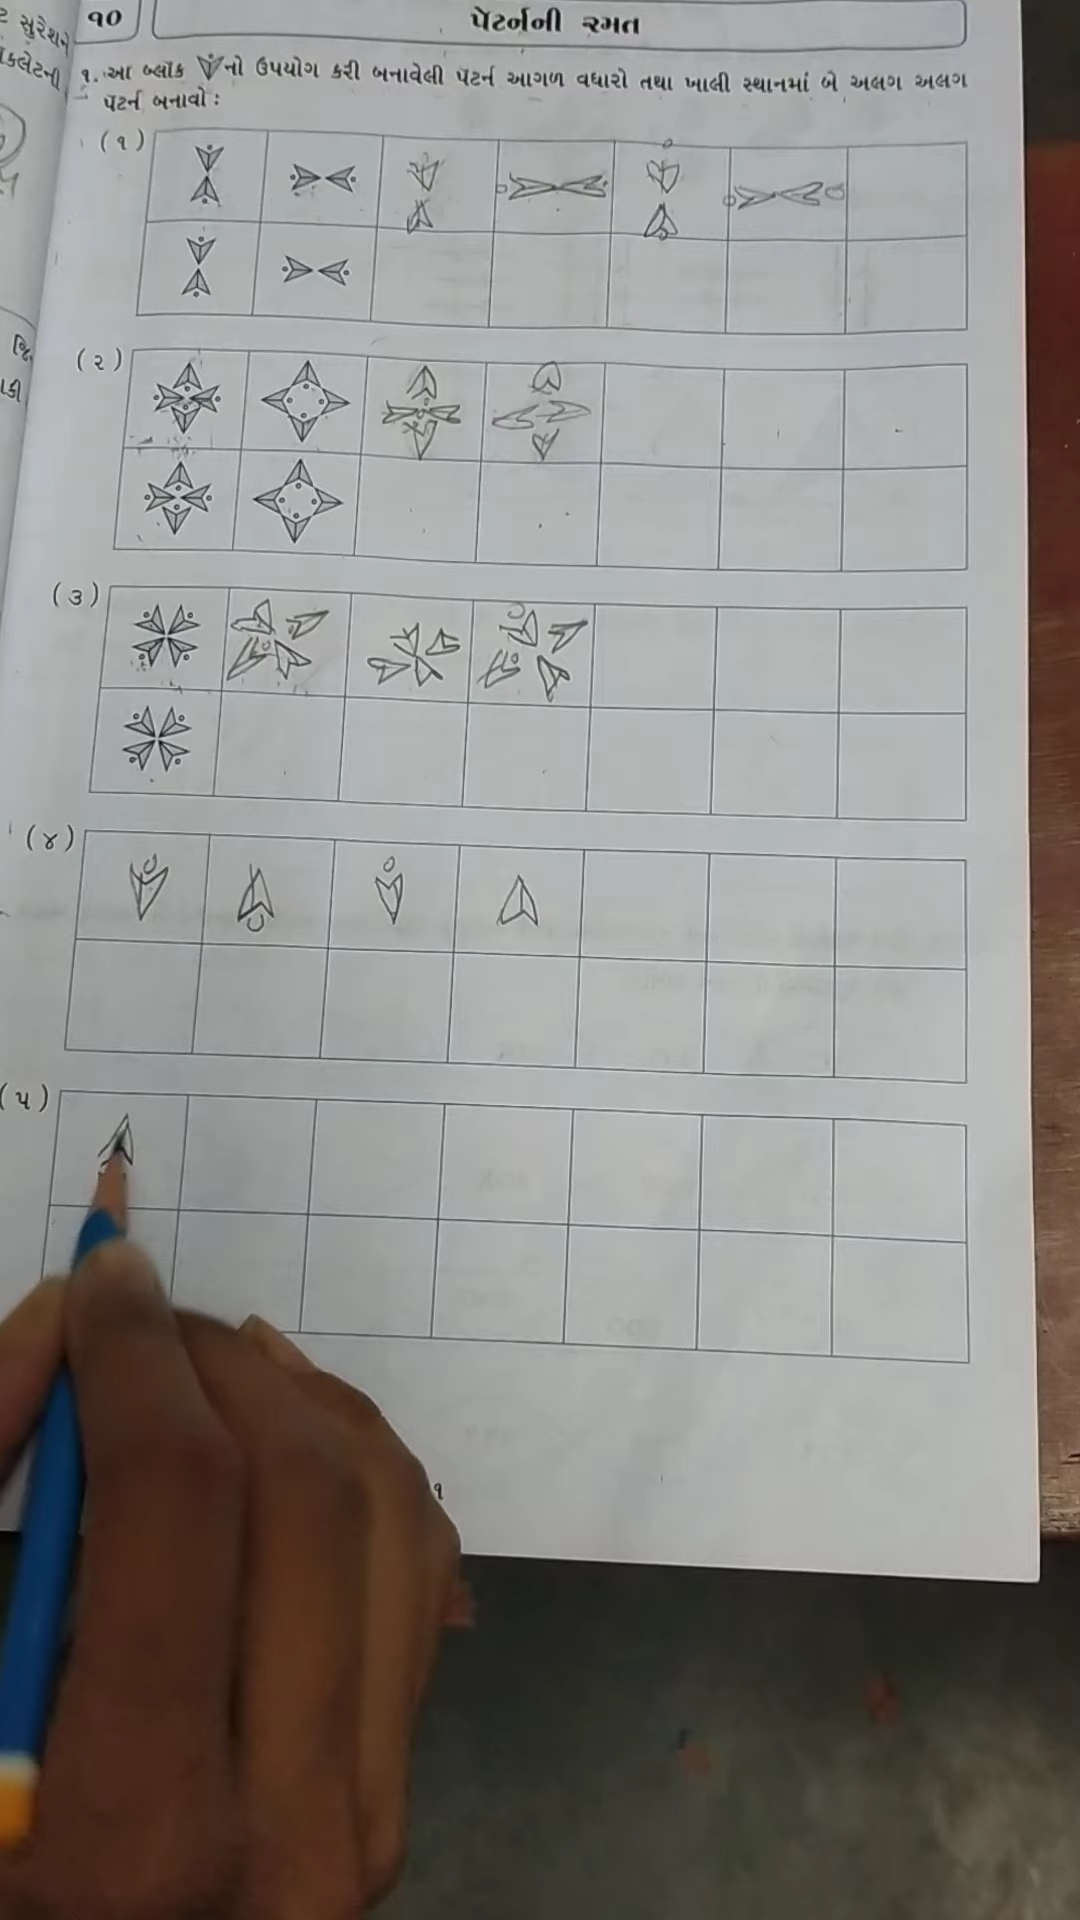 ૧૦
પેટર્નની રમત
સુરેશને
૧. આ બ્લૉક નો ઉપયોગ કરી બનાવેલી પૅટર્ન આગળ વધારો તથા ખાલી સ્થાનમાં બે અલગ અલગ
પૅટર્ન બનાવો :
(૧)
(૨)
(૩)
(૪)
(૫)